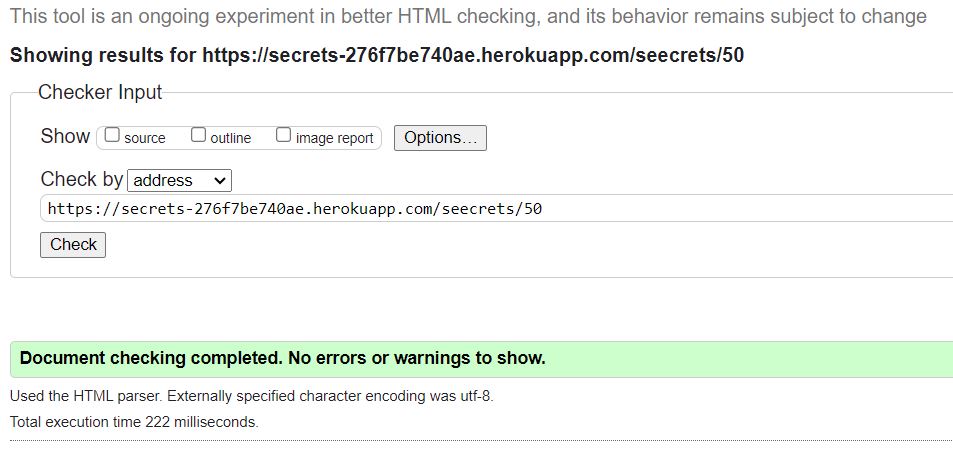 This tool is an ongoing experiment in better HTML checking, and its behavior remains subject to change
Showing results for https://secrets-276f7be740ae.herokuapp.com/seecrets/50
Checker Input
Show source outline image report Options...
Check by address
https://secrets-276f7be740ae.herokuapp.com/seecrets/50
Check
Document checking completed. No errors or warnings to show.
Used the HTML parser. Externally specified character encoding was utf-8.
Total execution time 222 milliseconds.